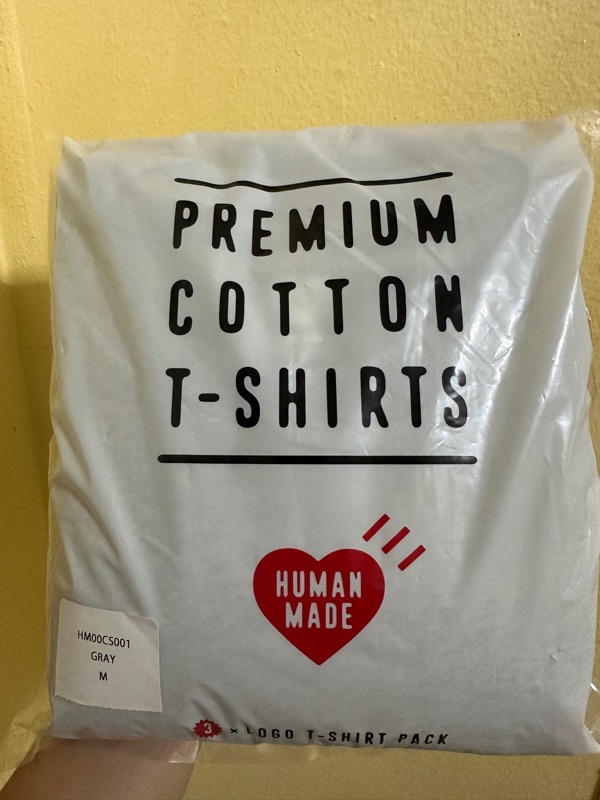 PREMIUM
COTTON
T-SHIRTS
HUMAN
MADE
HM00CS001
GRAY
M
3 x LOGO T-SHIRT PACK